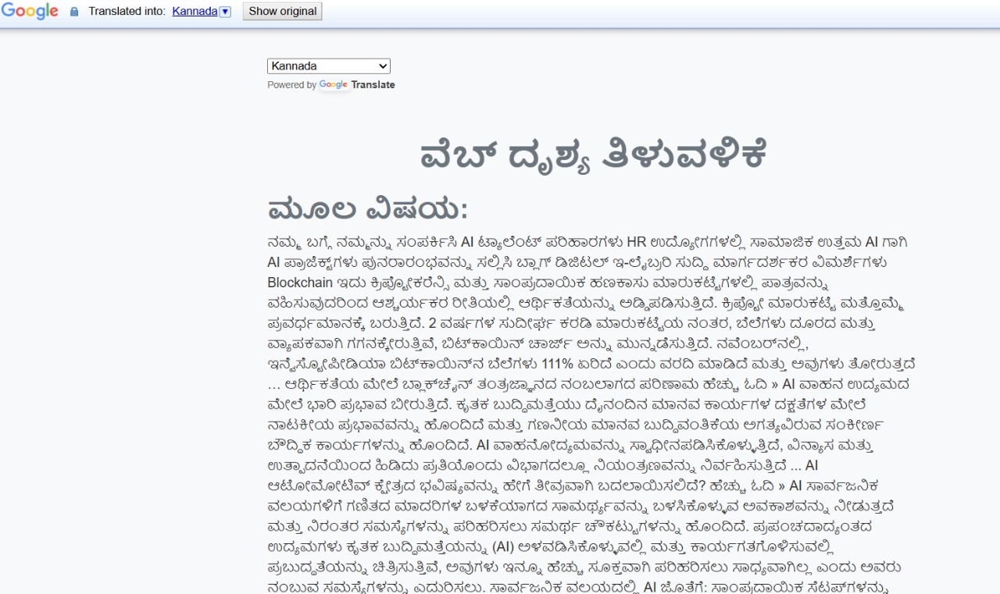 Google Translated into: Kannada Show original
Kannada
Powered by Google Translate
ವೆಬ್ ದೃಶ್ಯ ತಿಳುವಳಿಕೆ
ಮೂಲ ವಿಷಯ:
ನಮ್ಮ ಬಗ್ಗೆ ನಮ್ಮನ್ನು ಸಂಪರ್ಕಿಸಿ AI ಟ್ಯಾಲೆಂಟ್ ಪರಿಹಾರಗಳು HR ಉದ್ಯೋಗಗಳಲ್ಲಿ ಸಾಮಾಜಿಕ ಉತ್ತಮ AI ಗಾಗಿ
AI ಪ್ರಾಜೆಕ್ಟ್‌ಗಳು ಪುನರಾರಂಭವನ್ನು ಸಲ್ಲಿಸಿ ಬ್ಲಾಗ್ ಡಿಜಿಟಲ್ ಇ-ಲೈಬ್ರರಿ ಸುದ್ದಿ ಮಾರ್ಗದರ್ಶಕರ ವಿಮರ್ಶೆಗಳು
Blockchain ಇದು ಕ್ರಿಪ್ಟೋಕರೆನ್ಸಿ ಮತ್ತು ಸಾಂಪ್ರದಾಯಿಕ ಹಣಕಾಸು ಮಾರುಕಟ್ಟೆಗಳಲ್ಲಿ ಪಾತ್ರವನ್ನು
ವಹಿಸುವುದರಿಂದ ಆಶ್ಚರ್ಯಕರ ರೀತಿಯಲ್ಲಿ ಆರ್ಥಿಕತೆಯನ್ನು ಅಡ್ಡಿಪಡಿಸುತ್ತಿದೆ. ಕ್ರಿಪ್ಟೋ ಮಾರುಕಟ್ಟೆ ಮತ್ತೊಮ್ಮೆ
ಪ್ರವರ್ಧಮಾನಕ್ಕೆ ಬರುತ್ತಿದೆ. 2 ವರ್ಷಗಳ ಸುದೀರ್ಘ ಕರಡಿ ಮಾರುಕಟ್ಟೆಯ ನಂತರ, ಬೆಲೆಗಳು ದೂರದ ಮತ್ತು
ವ್ಯಾಪಕವಾಗಿ ಗಗನಕ್ಕೇರುತ್ತಿವೆ, ಬಿಟ್‌ಕಾಯಿನ್ ಚಾರ್ಜ್ ಅನ್ನು ಮುನ್ನಡೆಸುತ್ತಿದೆ. ನವೆಂಬರ್‌ನಲ್ಲಿ,
ಇನ್ವೆಸ್ಟೋಪೀಡಿಯಾ ಬಿಟ್‌ಕಾಯಿನ್‌ನ ಬೆಲೆಗಳು 111% ಏರಿದೆ ಎಂದು ವರದಿ ಮಾಡಿದೆ ಮತ್ತು ಅವುಗಳು ತೋರುತ್ತದೆ
… ಆರ್ಥಿಕತೆಯ ಮೇಲೆ ಬ್ಲಾಕ್‌ಚೈನ್ ತಂತ್ರಜ್ಞಾನದ ನಂಬಲಾಗದ ಪರಿಣಾಮ ಹೆಚ್ಚು ಓದಿ » AI ವಾಹನ ಉದ್ಯಮದ
ಮೇಲೆ ಭಾರಿ ಪ್ರಭಾವ ಬೀರುತ್ತಿದೆ. ಕೃತಕ ಬುದ್ಧಿಮತ್ತೆಯು ದೈನಂದಿನ ಮಾನವ ಕಾರ್ಯಗಳ ದಕ್ಷತೆಗಳ ಮೇಲೆ
ನಾಟಕೀಯ ಪ್ರಭಾವವನ್ನು ಹೊಂದಿದೆ ಮತ್ತು ಗಣನೀಯ ಮಾನವ ಬುದ್ಧಿವಂತಿಕೆಯ ಅಗತ್ಯವಿರುವ ಸಂಕೀರ್ಣ
ಬೌದ್ಧಿಕ ಕಾರ್ಯಗಳನ್ನು ಹೊಂದಿದೆ. AI ವಾಹನೋದ್ಯಮವನ್ನು ಸ್ವಾಧೀನಪಡಿಸಿಕೊಳ್ಳುತ್ತಿದೆ, ವಿನ್ಯಾಸ ಮತ್ತು
ಉತ್ಪಾದನೆಯಿಂದ ಹಿಡಿದು ಪ್ರತಿಯೊಂದು ವಿಭಾಗದಲ್ಲೂ ನಿಯಂತ್ರಣವನ್ನು ನಿರ್ವಹಿಸುತ್ತಿದೆ ... AI
ಆಟೋಮೋಟಿವ್ ಕ್ಷೇತ್ರದ ಭವಿಷ್ಯವನ್ನು ಹೇಗೆ ತೀವ್ರವಾಗಿ ಬದಲಾಯಿಸಲಿದೆ? ಹೆಚ್ಚು ಓದಿ » AI ಸಾರ್ವಜನಿಕ
ವಲಯಗಳಿಗೆ ಗಣಿತದ ಮಾದರಿಗಳ ಬಳಕೆಯಾಗದ ಸಾಮರ್ಥ್ಯವನ್ನು ಬಳಸಿಕೊಳ್ಳುವ ಅವಕಾಶವನ್ನು ನೀಡುತ್ತದೆ
ಮತ್ತು ನಿರಂತರ ಸಮಸ್ಯೆಗಳನ್ನು ಪರಿಹರಿಸಲು ಸಮರ್ಥ ಚೌಕಟ್ಟುಗಳನ್ನು ಹೊಂದಿದೆ. ಪ್ರಪಂಚದಾದ್ಯಂತದ
ಉದ್ಯಮಗಳು ಕೃತಕ ಬುದ್ಧಿಮತ್ತೆಯನ್ನು (AI) ಅಳವಡಿಸಿಕೊಳ್ಳುವಲ್ಲಿ ಮತ್ತು ಕಾರ್ಯಗತಗೊಳಿಸುವಲ್ಲಿ
ಪ್ರಬುದ್ಧತೆಯನ್ನು ಚಿತ್ರಿಸುತ್ತಿವೆ, ಅವುಗಳು ಇನ್ನೂ ಹೆಚ್ಚು ಸೂಕ್ತವಾಗಿ ಪರಿಹರಿಸಲು ಸಾಧ್ಯವಾಗಿಲ್ಲ ಎಂದು ಅವರು
ನಂಬುವ ಸಮಸ್ಯೆಗಳನ್ನು ಎದುರಿಸಲು. ಸಾರ್ವಜನಿಕ ವಲಯದಲ್ಲಿ AI ಜೊತೆಗೆ: ಸಾಂಪ್ರದಾಯಿಕ ಸೆಟಪ್‌ಗಳನ್ನು